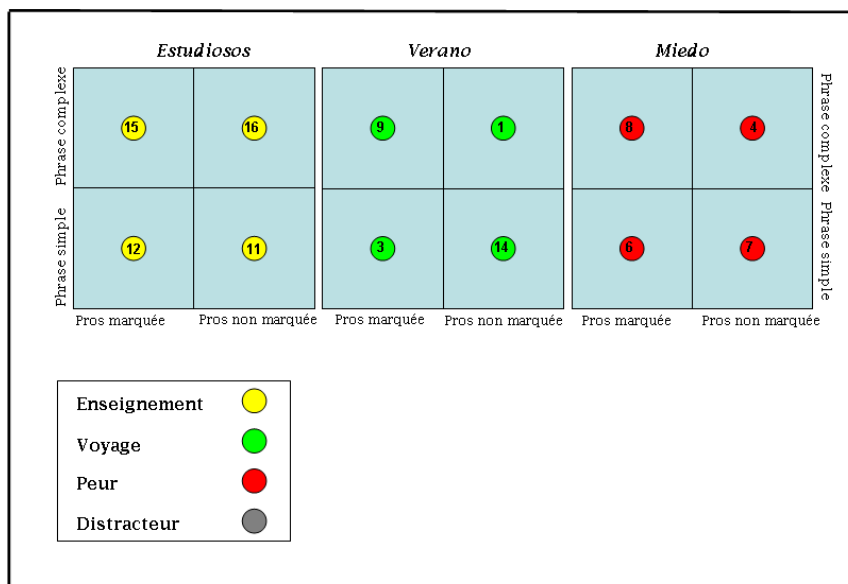 Estudiosos Verano Miedo
Phrase complexe
15 16 9 1 8 4
Phrase complexe
Phrase simple
12 11 3 14 6 7
Phrase simple
Pros marquée Pros non marquée Pros marquée Pros non marquée Pros marquée Pros non marquée
Enseignement
Voyage
Peur
Distracteur